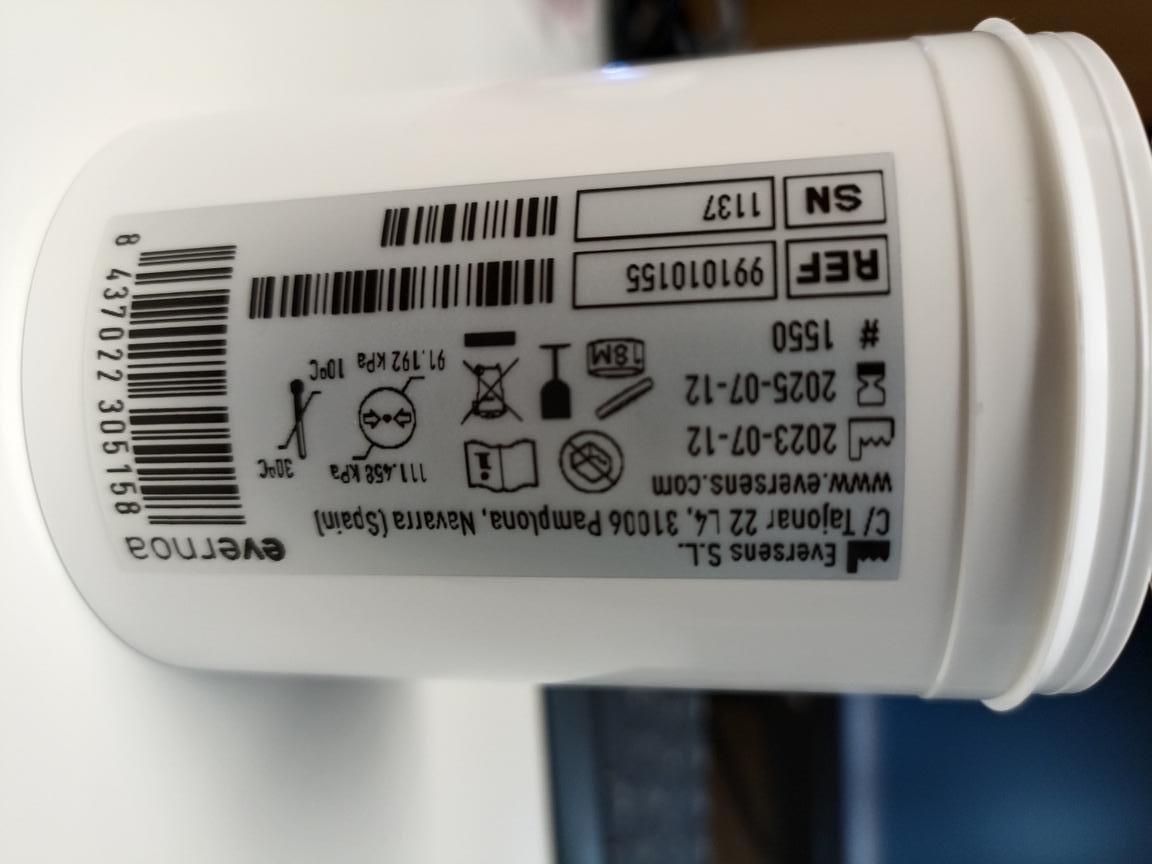 Eversens S.L.
C/ Tajonar 22 L4, 31006 Pamplona, Navarra (Spain)
www.eversens.com
evernoa
2023-07-12
2025-07-12
# 1550
18M
111.458 kPa
91.192 kPa
30ºC
10ºC
REF 991010155
SN 1137
8 437022 305158